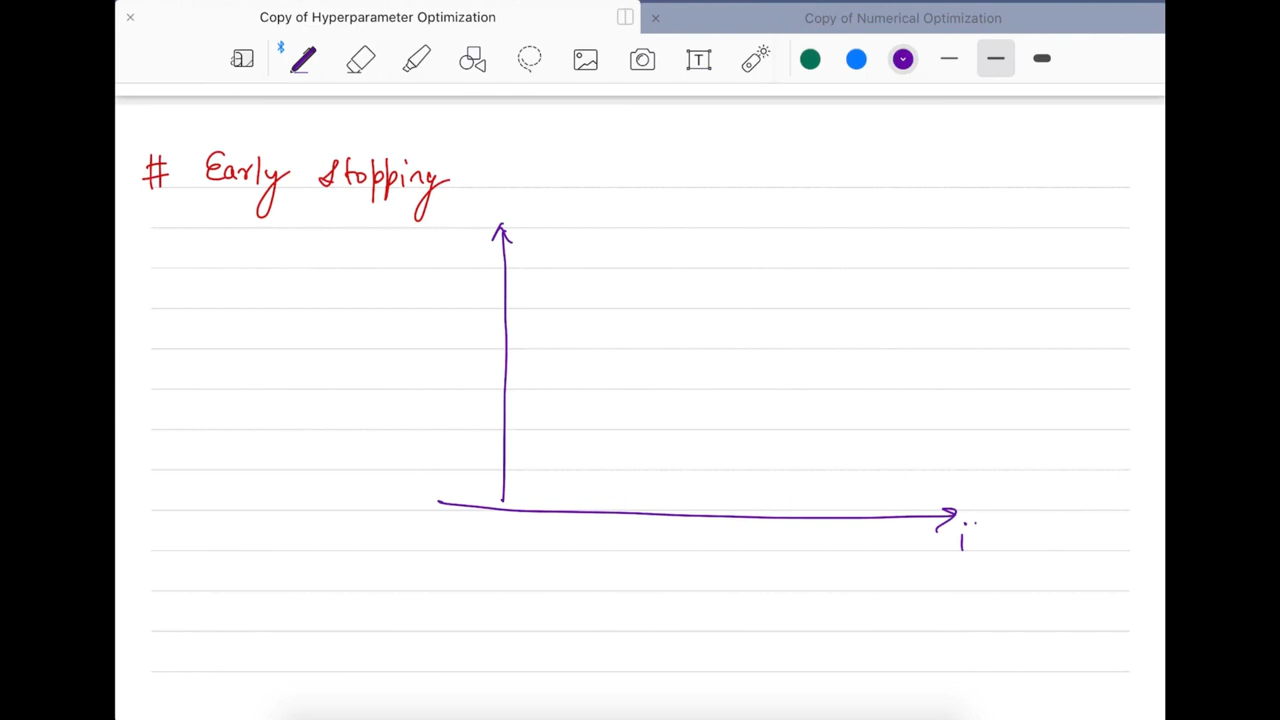 Copy of Hyperparameter Optimization
Copy of Numerical Optimization
T
# Early Stopping
i